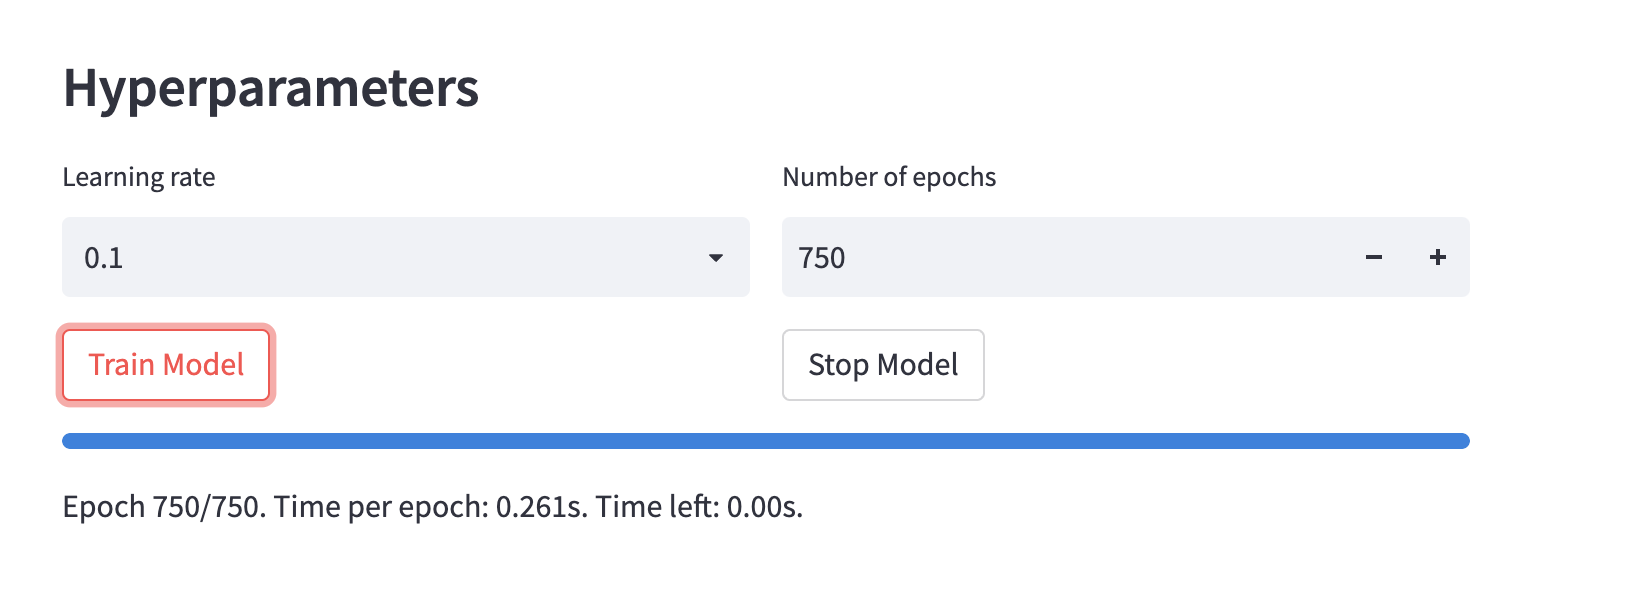 Hyperparameters
Learning rate
Number of epochs
0.1
750
Train Model
Stop Model
Epoch 750/750. Time per epoch: 0.261s. Time left: 0.00s.